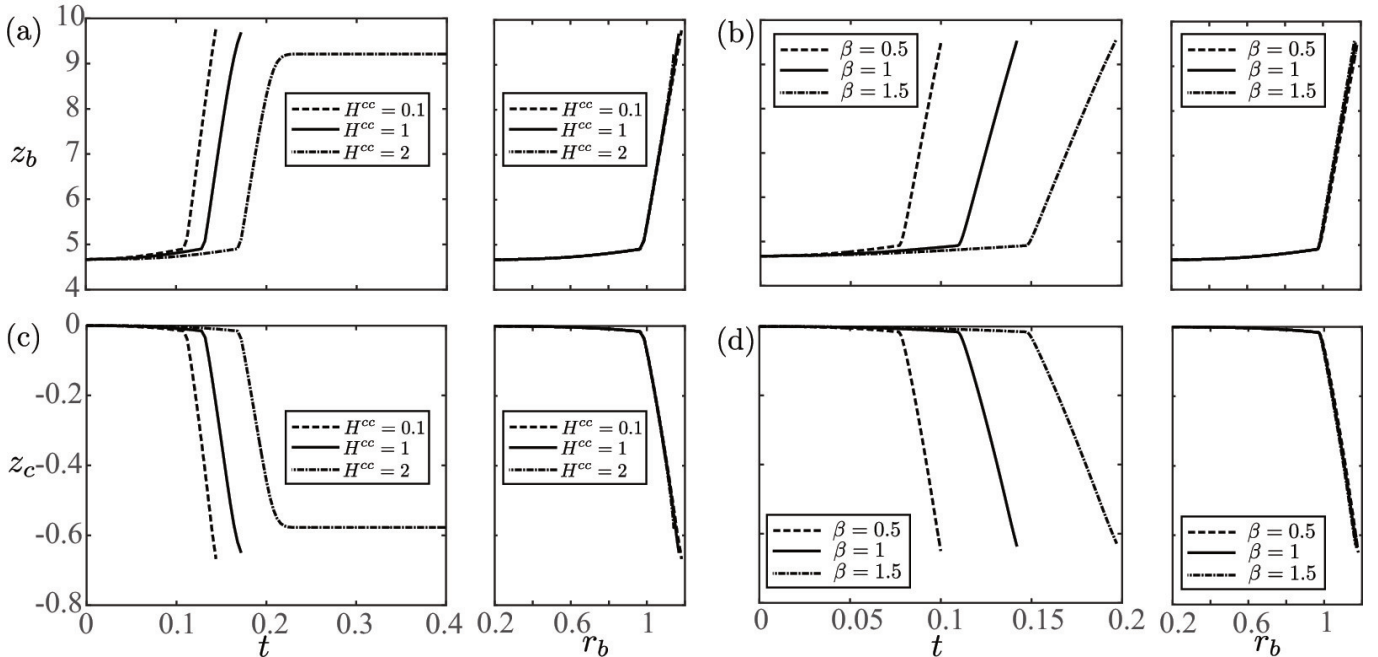 (a)
10
9
8
7
6
5
4
z_b
H^{cc} = 0.1
H^{cc} = 1
H^{cc} = 2
H^{cc} = 0.1
H^{cc} = 1
H^{cc} = 2
(b)
β = 0.5
β = 1
β = 1.5
β = 0.5
β = 1
β = 1.5
(c)
0
-0.2
-0.4
-0.6
-0.8
z_c
H^{cc} = 0.1
H^{cc} = 1
H^{cc} = 2
0 0.1 0.2 0.3 0.4
t
H^{cc} = 0.1
H^{cc} = 1
H^{cc} = 2
0.2 0.6 1
r_b
(d)
β = 0.5
β = 1
β = 1.5
0 0.05 0.1 0.15 0.2
t
β = 0.5
β = 1
β = 1.5
0.2 0.6 1
r_b